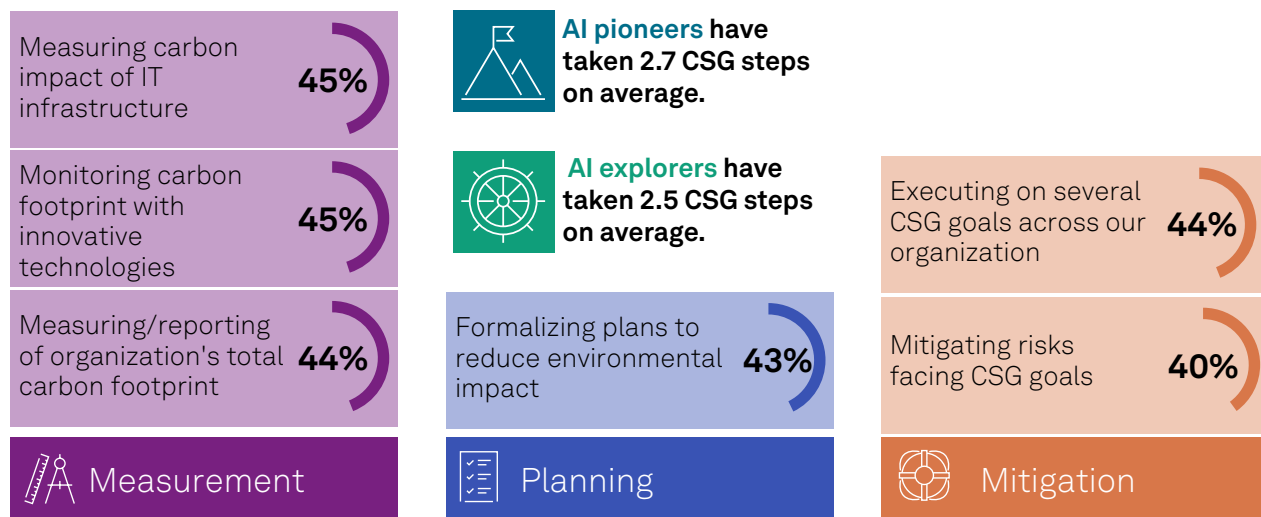 Measuring carbon
impact of IT
infrastructure
45%
Monitoring carbon
footprint with
innovative
technologies
45%
Measuring/reporting
of organization's total
carbon footprint
44%
Measurement
AI pioneers have
taken 2.7 CSG steps
on average.
AI explorers have
taken 2.5 CSG steps
on average.
Formalizing plans to
reduce environmental
impact
43%
Planning
Executing on several
CSG goals across our
organization
44%
Mitigating risks
facing CSG goals
40%
Mitigation